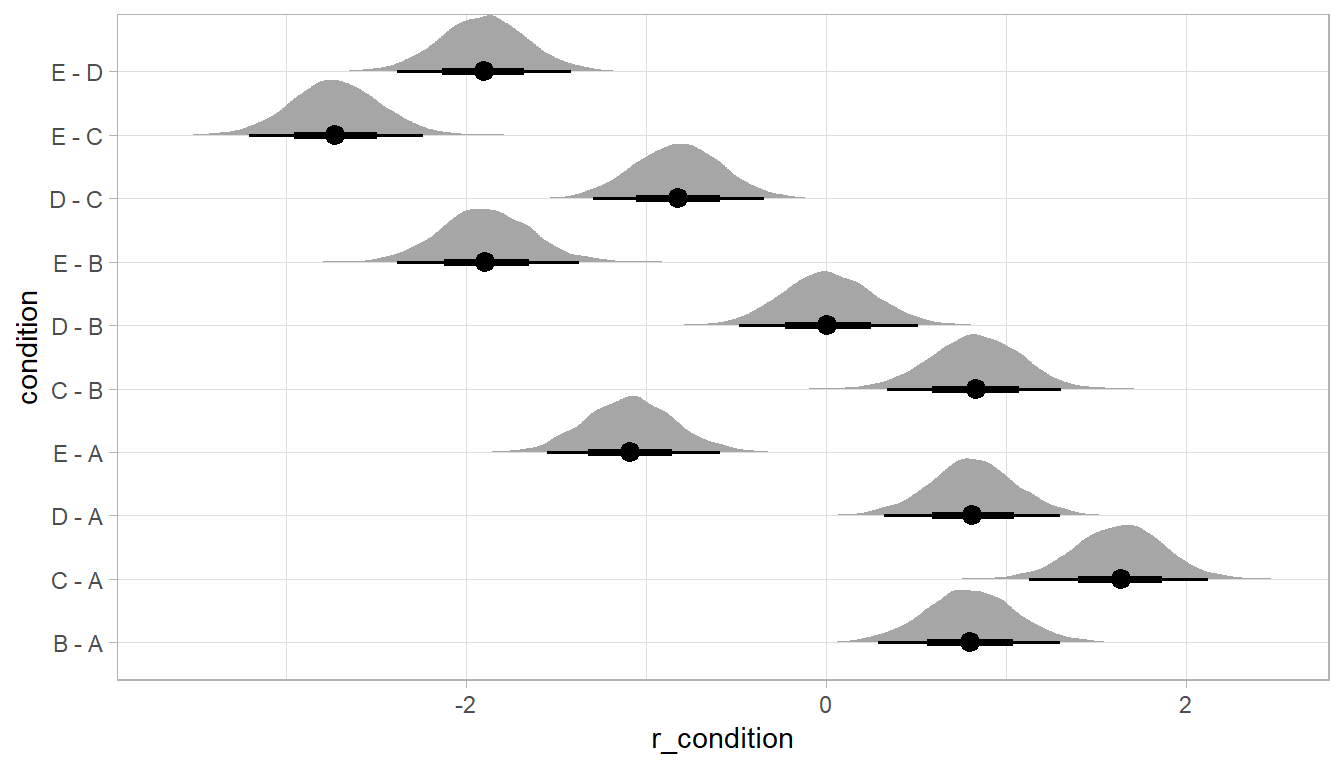 E - D
E - C
D - C
E - B
D - B
C - B
E - A
D - A
C - A
B - A
condition
-2 0 2
r_condition